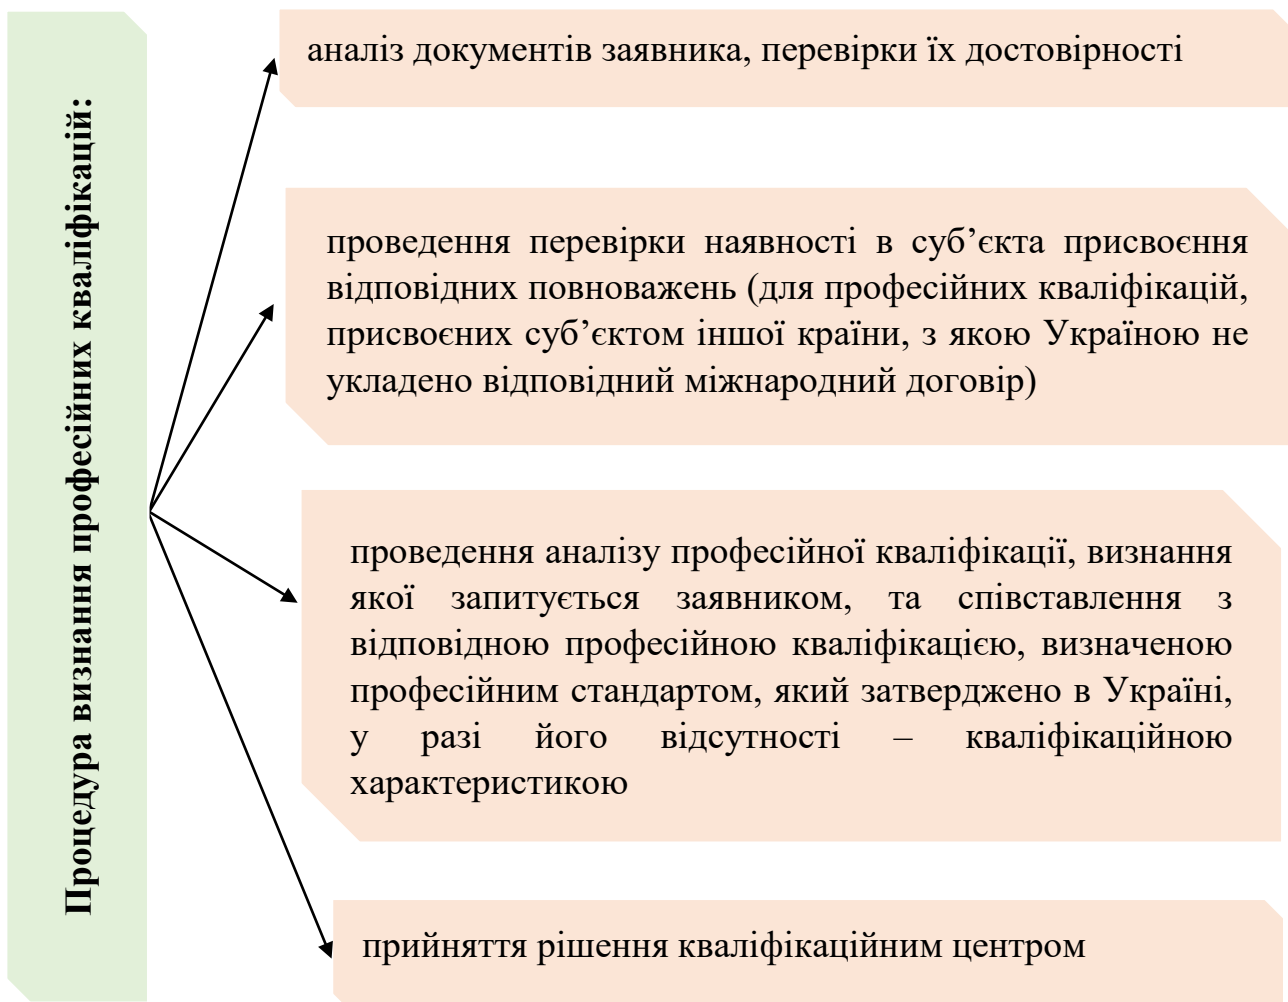 Процедура визнання професійних кваліфікацій:
аналіз документів заявника, перевірки їх достовірності
проведення перевірки наявності в суб’єкта присвоєння
відповідних повноважень (для професійних кваліфікацій,
присвоєних суб’єктом іншої країни, з якою Україною не
укладено відповідний міжнародний договір)
проведення аналізу професійної кваліфікації, визнання
якої запитується заявником, та співставлення з
відповідною професійною кваліфікацією, визначеною
професійним стандартом, який затверджено в Україні,
у разі його відсутності – кваліфікаційною
характеристикою
прийняття рішення кваліфікаційним центром